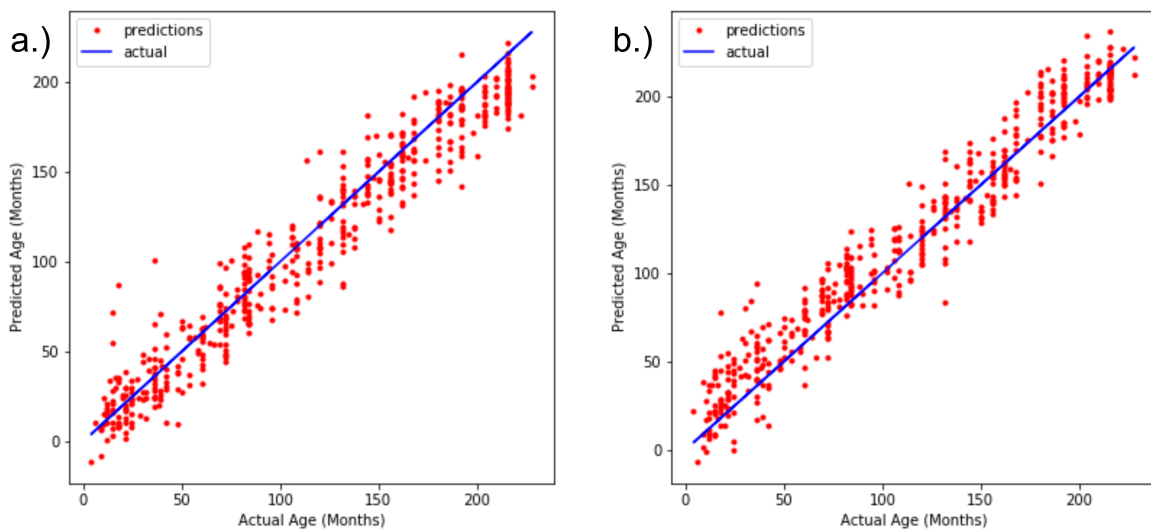 a.)
predictions
actual
200
150
100
50
0
Predicted Age (Months)
0 50 100 150 200
Actual Age (Months)
b.)
predictions
actual
200
150
100
50
0
Predicted Age (Months)
0 50 100 150 200
Actual Age (Months)